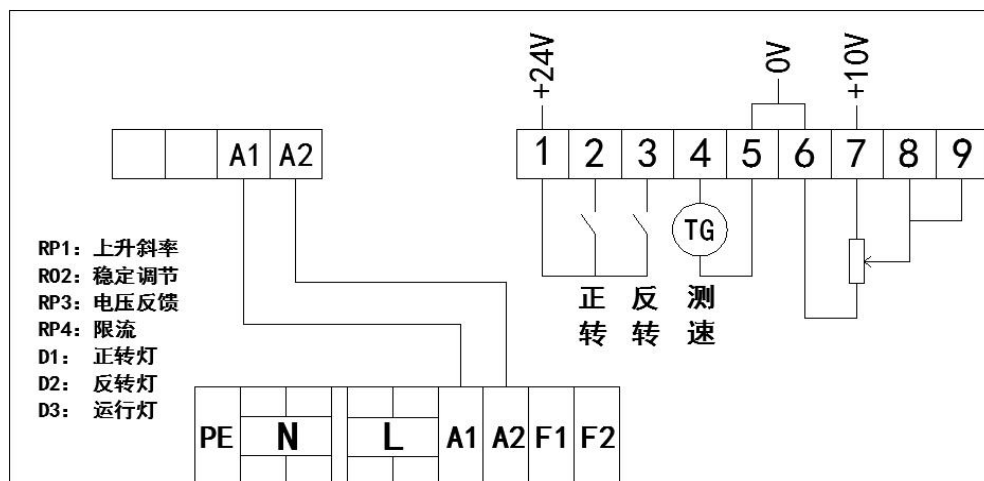 +24V
0V
+10V
A1 A2
1 2 3 4 5 6 7 8 9
TG
正转 反转 测速
RP1: 上升斜率
RO2: 稳定调节
RP3: 电压反馈
RP4: 限流
D1: 正转灯
D2: 反转灯
D3: 运行灯
PE N L A1 A2 F1 F2